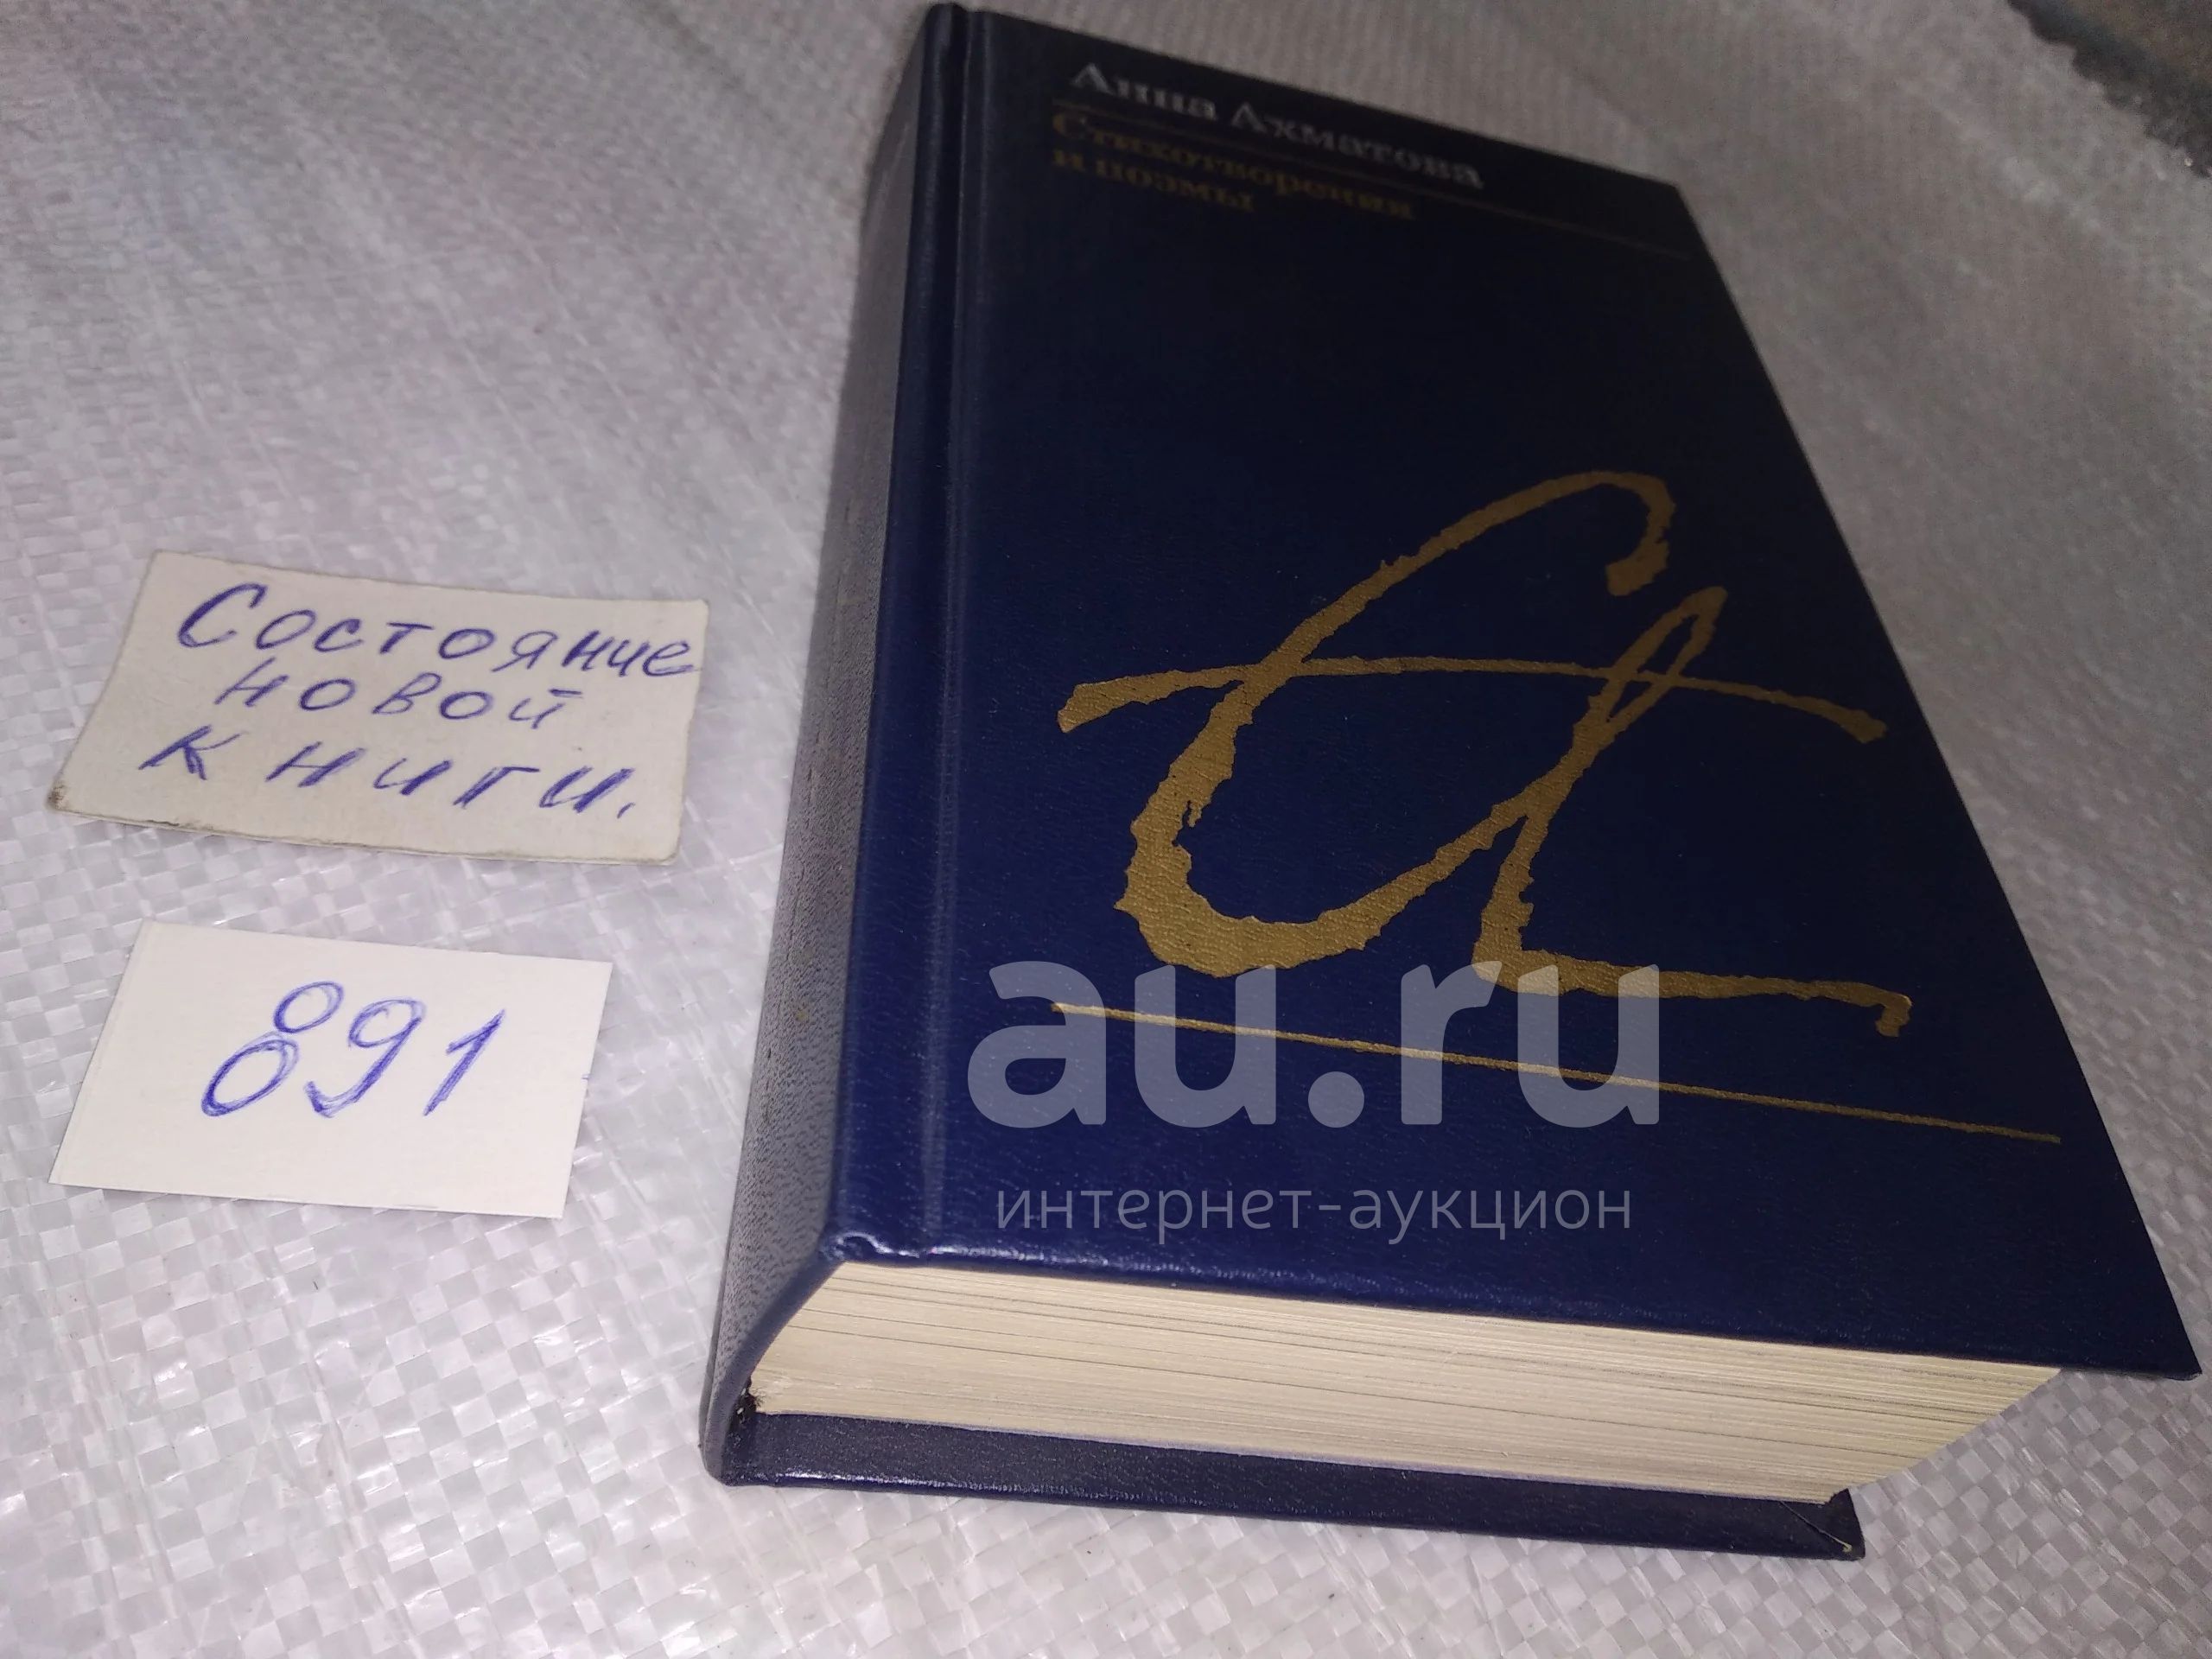 Анна Ахматова
Стихотворения
и поэмы
Состояние
новой
книги.
891
au.ru
интернет-аукцион